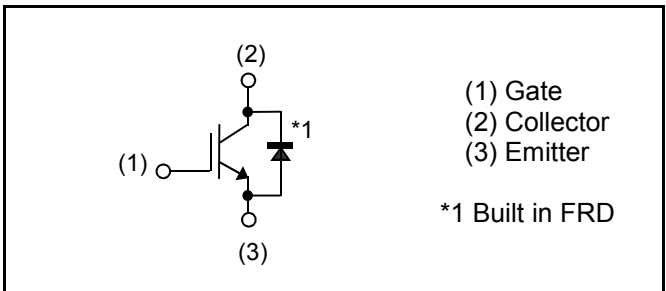 (2)
*1
(1)
(3)
(1) Gate
(2) Collector
(3) Emitter
*1 Built in FRD